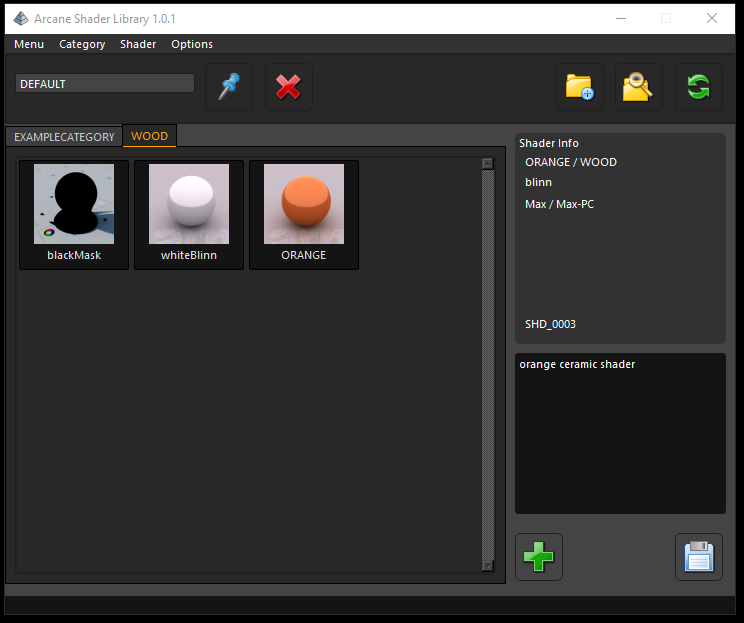 Arcane Shader Library 1.0.1
Menu Category Shader Options
DEFAULT
EXAMPLECATEGORY WOOD
blackMask whiteBlinn ORANGE
Shader Info
ORANGE / WOOD
blinn
Max / Max-PC
SHD_0003
orange ceramic shader